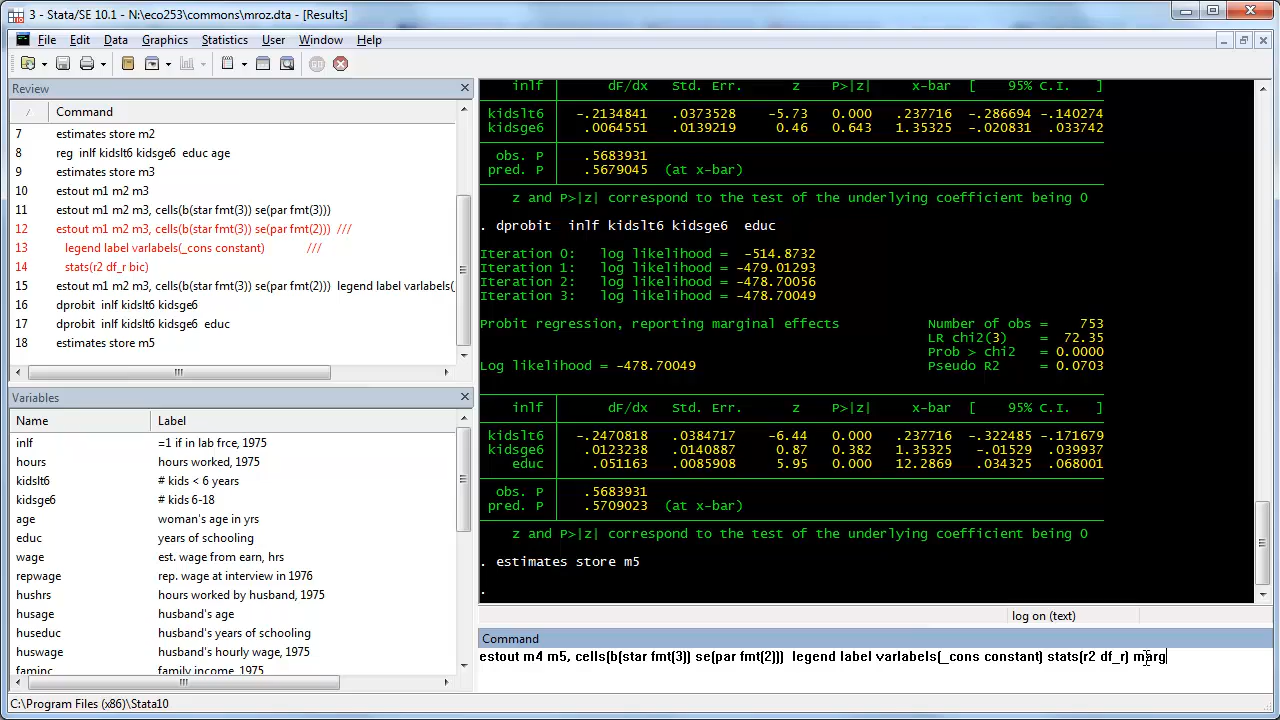 3 - Stata/SE 10.1 - N:\eco253\commons\mroz.dta - [Results]
File Edit Data Graphics Statistics User Window Help
Review
Command
7 estimates store m2
8 reg inlf kidslt6 kidsge6 educ age
9 estimates store m3
10 estout m1 m2 m3
11 estout m1 m2 m3, cells(b(star fmt(3)) se(par fmt(3)))
12 estout m1 m2 m3, cells(b(star fmt(3)) se(par fmt(2))) ///
13 legend label varlabels(_cons constant) ///
14 stats(r2 df_r bic)
15 estout m1 m2 m3, cells(b(star fmt(3)) se(par fmt(2))) legend label varlabels(
16 dprobit inlf kidslt6 kidsge6
17 dprobit inlf kidslt6 kidsge6 educ
18 estimates store m5
Variables
Name Label
inlf =1 if in lab frce, 1975
hours hours worked, 1975
kidslt6 # kids < 6 years
kidsge6 # kids 6-18
age woman's age in yrs
educ years of schooling
wage est. wage from earn, hrs
repwage rep. wage at interview in 1976
hushrs hours worked by husband, 1975
husage husband's age
huseduc husband's years of schooling
huswage husband's hourly wage, 1975
faminc family income, 1975
inlf dF/dx Std. Err. z P>|z| x-bar [ 95% C.I. ]
kidslt6 -.2134841 .0373528 -5.73 0.000 .237716 -.286694 -.140274
kidsge6 .0064551 .0139219 0.46 0.643 1.35325 -.020831 .033742
obs. P .5683931
pred. P .5679045 (at x-bar)
z and P>|z| correspond to the test of the underlying coefficient being 0
. dprobit inlf kidslt6 kidsge6 educ
Iteration 0: log likelihood = -514.8732
Iteration 1: log likelihood = -479.01293
Iteration 2: log likelihood = -478.70056
Iteration 3: log likelihood = -478.70049
Probit regression, reporting marginal effects Number of obs = 753
LR chi2(3) = 72.35
Prob > chi2 = 0.0000
Log likelihood = -478.70049 Pseudo R2 = 0.0703
inlf dF/dx Std. Err. z P>|z| x-bar [ 95% C.I. ]
kidslt6 -.2470818 .0384717 -6.44 0.000 .237716 -.322485 -.171679
kidsge6 .0123238 .0140887 0.87 0.382 1.35325 -.01529 .039937
educ .051163 .0085908 5.95 0.000 12.2869 .034325 .068001
obs. P .5683931
pred. P .5709023 (at x-bar)
z and P>|z| correspond to the test of the underlying coefficient being 0
. estimates store m5
.
log on (text)
Command
estout m4 m5, cells(b(star fmt(3)) se(par fmt(2))) legend label varlabels(_cons constant) stats(r2 df_r) marg
C:\Program Files (x86)\Stata10